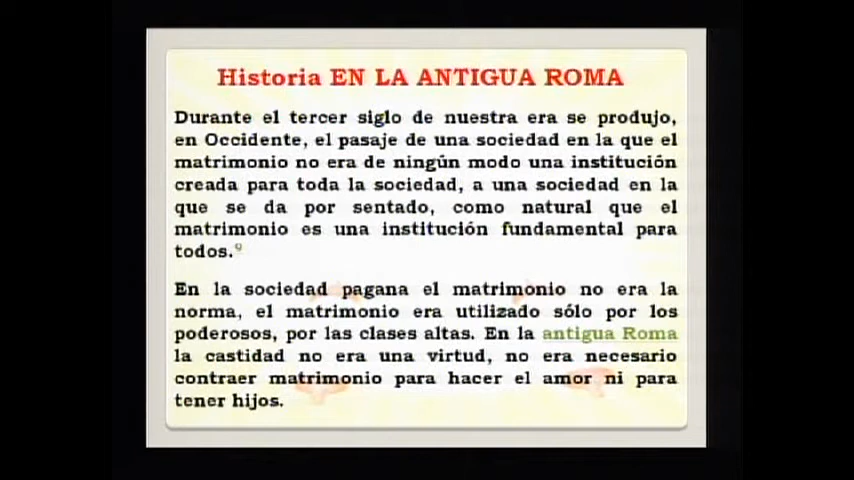 Historia EN LA ANTIGUA ROMA
Durante el tercer siglo de nuestra era se produjo,
en Occidente, el pasaje de una sociedad en la que el
matrimonio no era de ningún modo una institución
creada para toda la sociedad, a una sociedad en la
que se da por sentado, como natural que el
matrimonio es una institución fundamental para
todos.⁹
En la sociedad pagana el matrimonio no era la
norma, el matrimonio era utilizado sólo por los
poderosos, por las clases altas. En la antigua Roma
la castidad no era una virtud, no era necesario
contraer matrimonio para hacer el amor ni para
tener hijos.